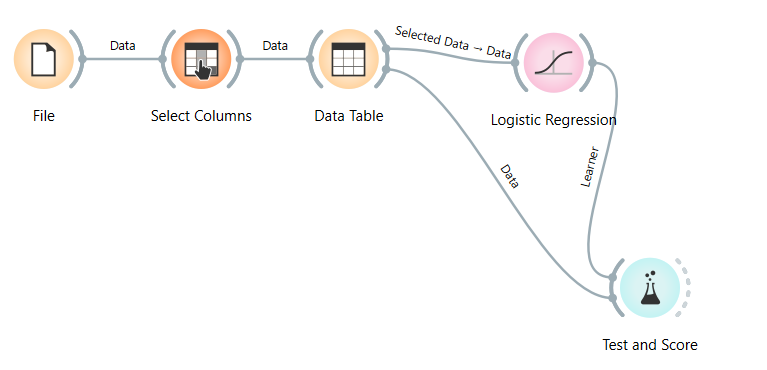 Data
Data
Selected Data → Data
File
Select Columns
Data Table
Logistic Regression
Data
Learner
Test and Score